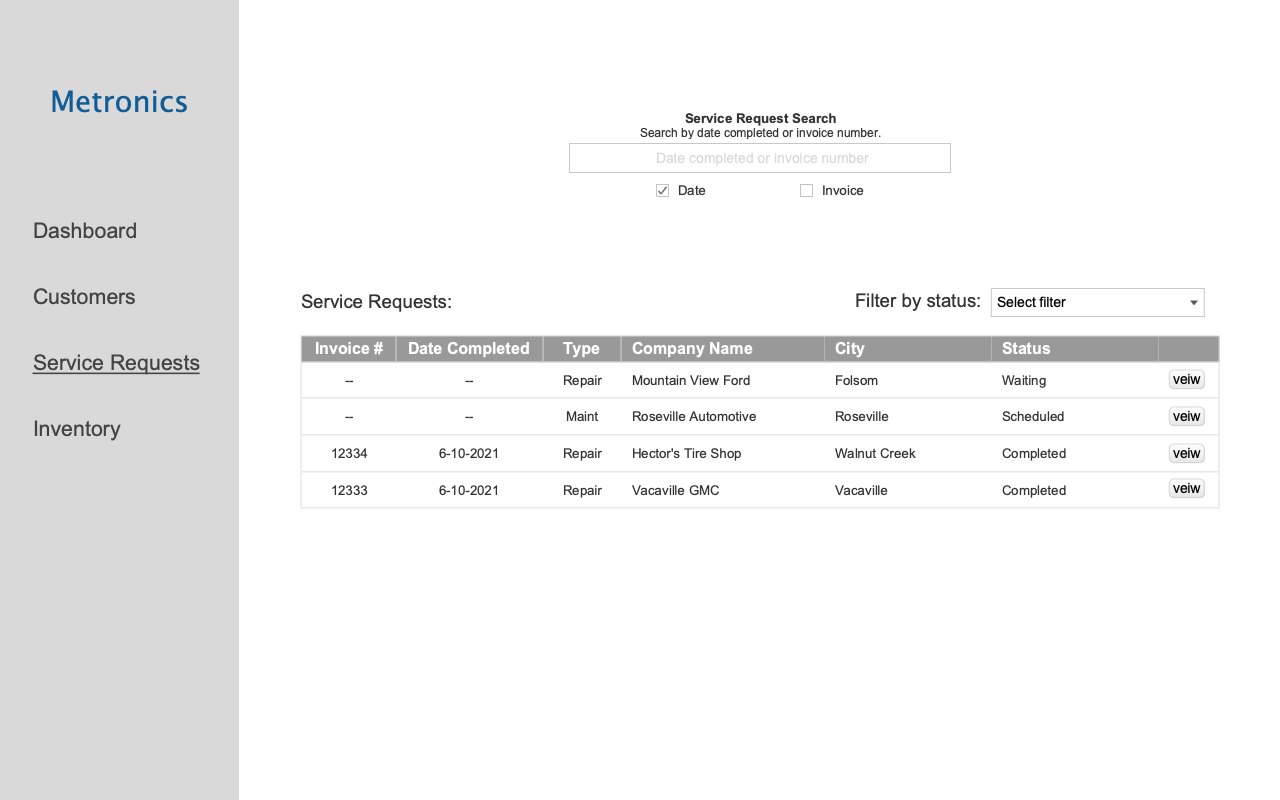 Metronics
Dashboard
Customers
Service Requests
Inventory
Service Request Search
Search by date completed or invoice number.
Date completed or invoice number
Date Invoice
Service Requests: Filter by status: Select filter
Invoice # Date Completed Type Company Name City Status
-- -- Repair Mountain View Ford Folsom Waiting veiw
-- -- Maint Roseville Automotive Roseville Scheduled veiw
12334 6-10-2021 Repair Hector's Tire Shop Walnut Creek Completed veiw
12333 6-10-2021 Repair Vacaville GMC Vacaville Completed veiw